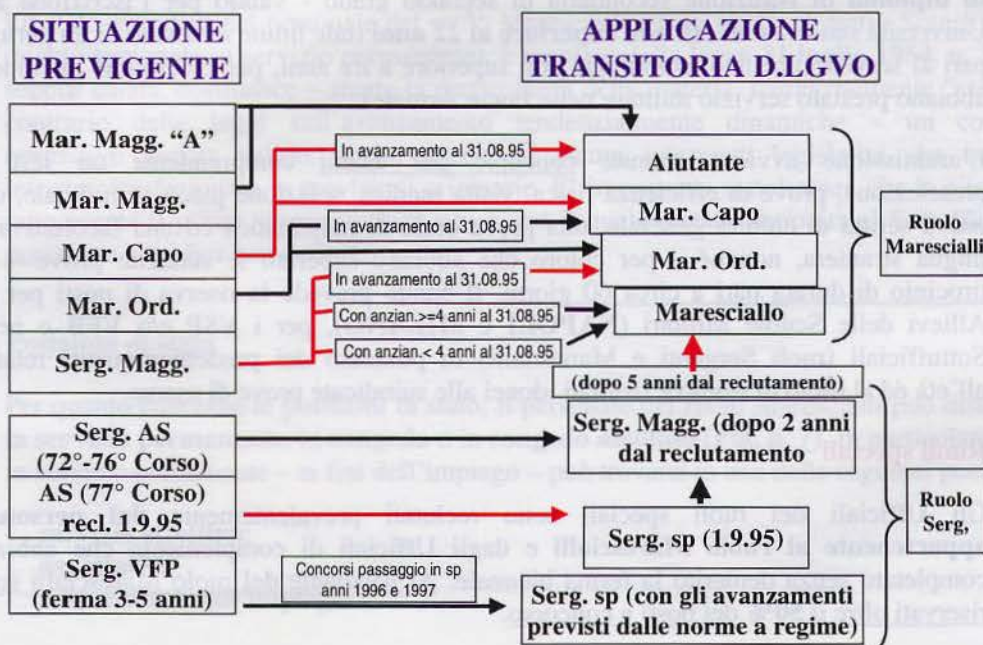 SITUAZIONE
PREVIGENTE
APPLICAZIONE
TRANSITORIA D.LGVO
Mar. Magg. “A”
Mar. Magg.
Mar. Capo
Mar. Ord.
Serg. Magg.
In avanzamento al 31.08.95
In avanzamento al 31.08.95
In avanzamento al 31.08.95
Con anzian.>=4 anni al 31.08.95
Con anzian.< 4 anni al 31.08.95
Aiutante
Mar. Capo
Mar. Ord.
Maresciallo
Ruolo
Marescialli
(dopo 5 anni dal reclutamento)
Serg. AS
(72°-76° Corso)
AS (77° Corso)
recl. 1.9.95
Serg. VFP
(ferma 3-5 anni)
Concorsi passaggio in sp
anni 1996 e 1997
Serg. Magg. (dopo 2 anni
dal reclutamento)
Serg. sp (1.9.95)
Serg. sp (con gli avanzamenti
previsti dalle norme a regime)
Ruolo
Serg.